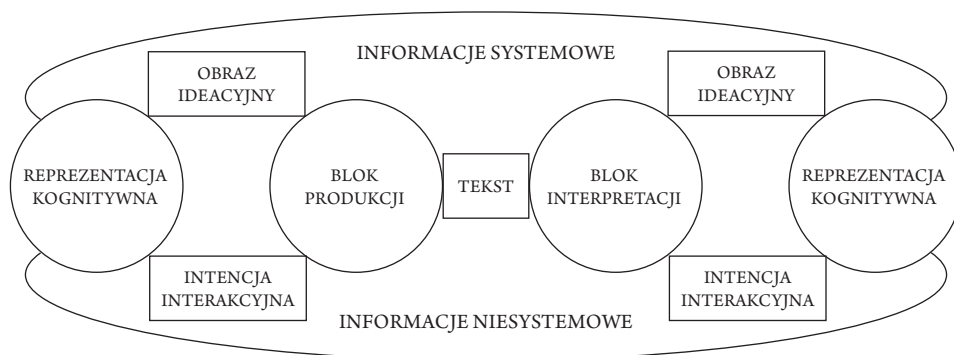 INFORMACJE SYSTEMOWE
OBRAZ
IDEACYJNY
OBRAZ
IDEACYJNY
REPREZENTACJA
KOGNITYWNA
BLOK
PRODUKCJI
TEKST
BLOK
INTERPRETACJI
REPREZENTACJA
KOGNITYWNA
INTENCJA
INTERAKCYJNA
INTENCJA
INTERAKCYJNA
INFORMACJE NIESYSTEMOWE